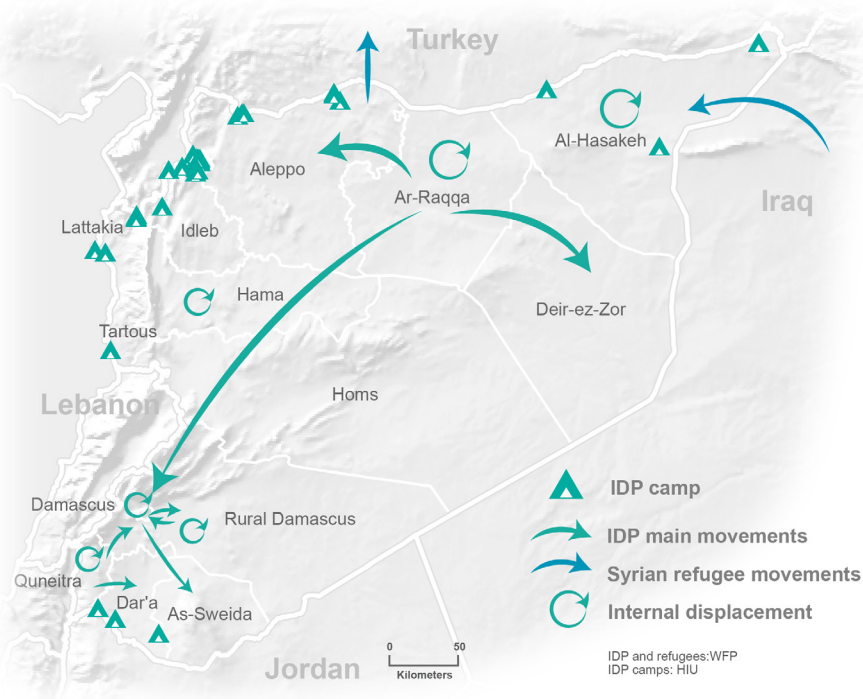 Turkey
Al-Hasakeh
Aleppo
Ar-Raqqa
Iraq
Lattakia
Idleb
Hama
Deir-ez-Zor
Tartous
Homs
Lebanon
Damascus
Rural Damascus
Quneitra
Dar'a
As-Sweida
Jordan
0 50
Kilometers
IDP camp
IDP main movements
Syrian refugee movements
Internal displacement
IDP and refugees:WFP
IDP camps: HIU